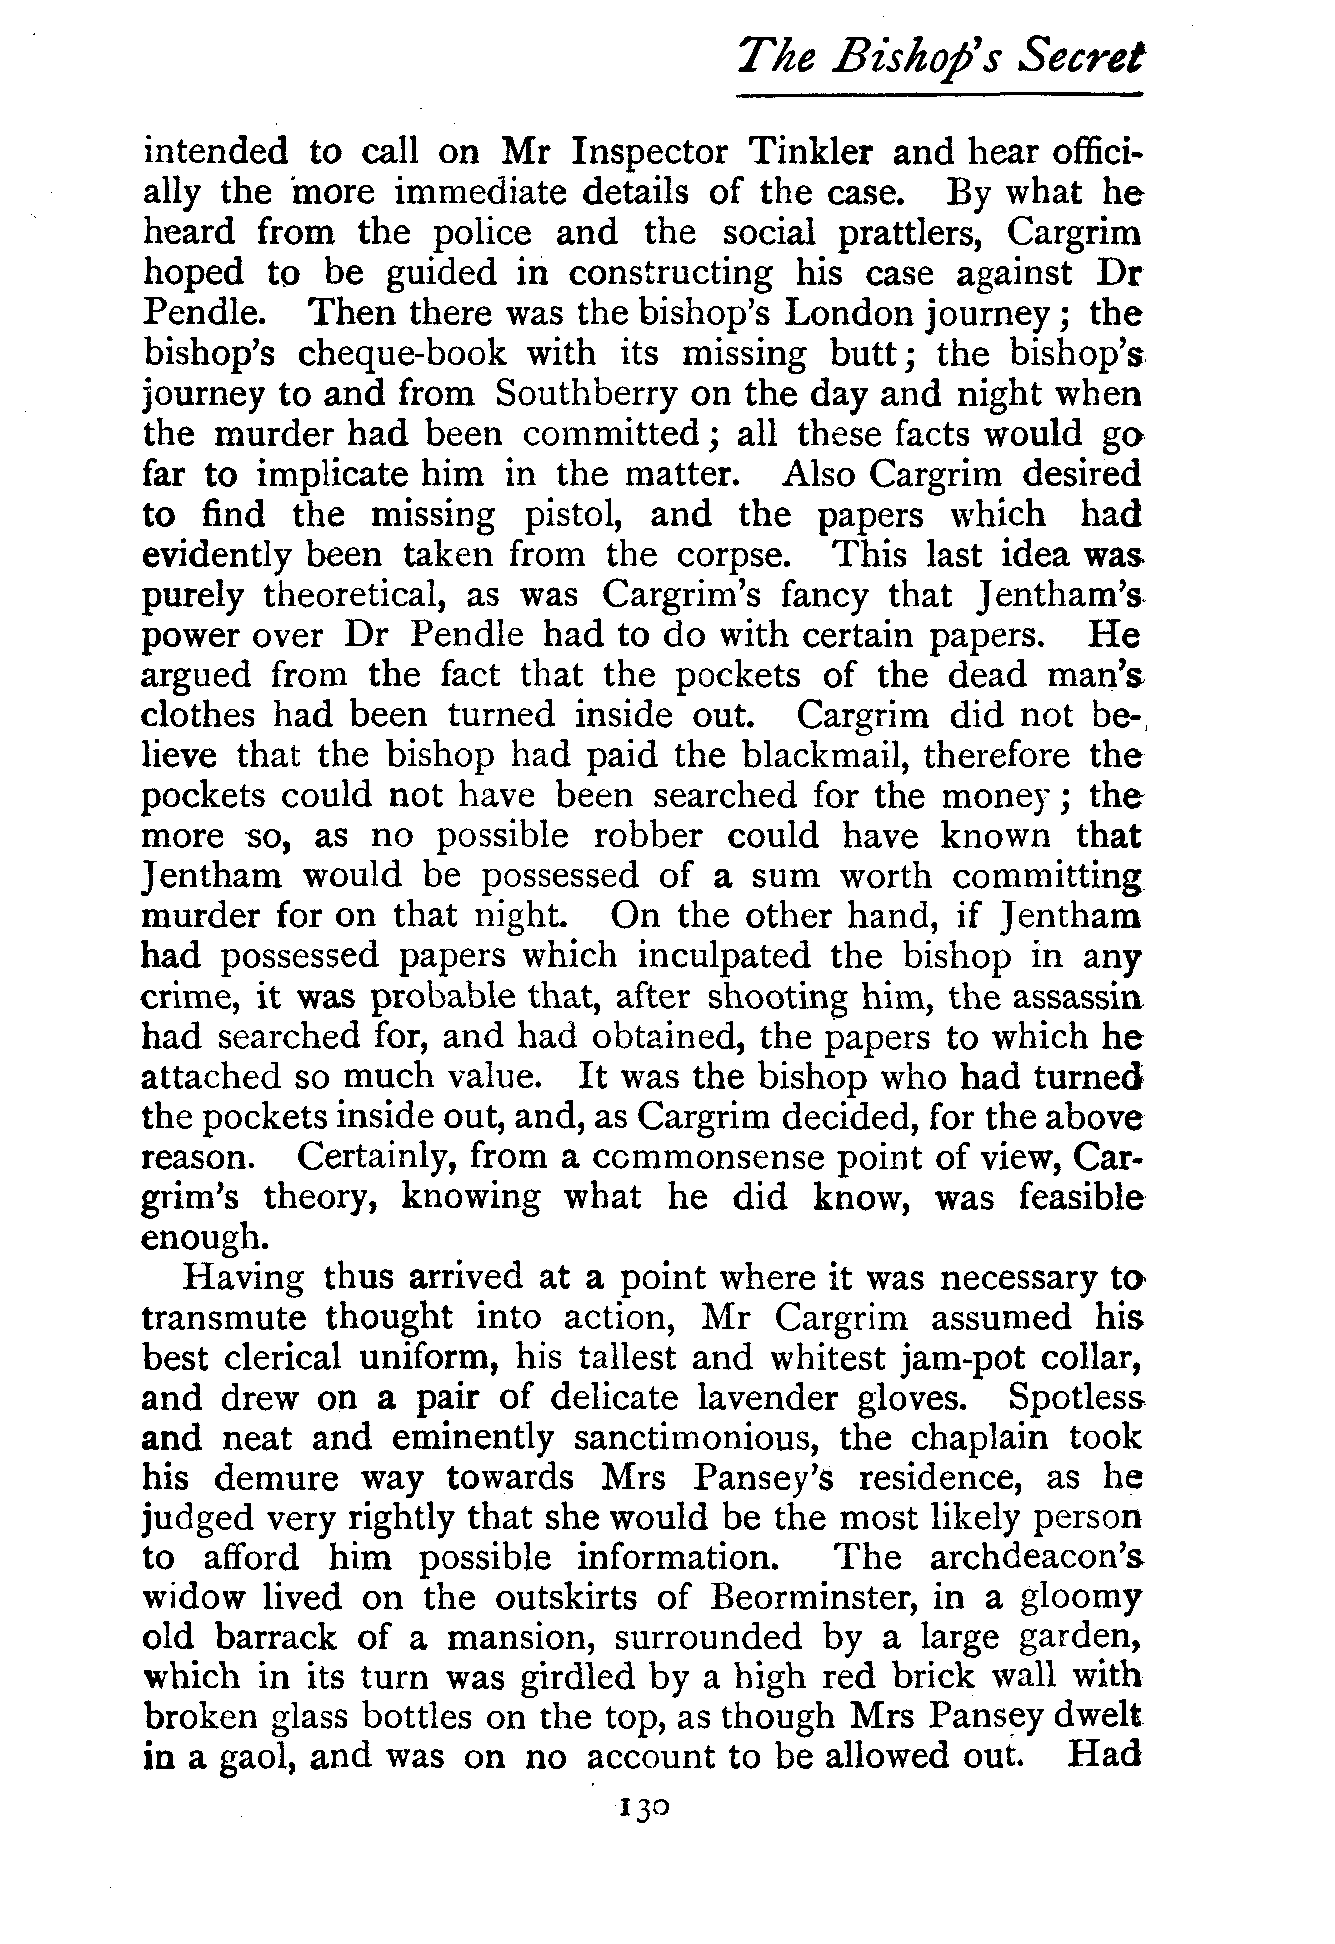 The Bishop's Secret
intended to call on Mr Inspector Tinkler and hear offici-
ally the more immediate details of the case. By what he
heard from the police and the social prattlers, Cargrim
hoped to be guided in constructing his case against Dr
Pendle. Then there was the bishop's London journey; the
bishop's cheque-book with its missing butt; the bishop's
journey to and from Southberry on the day and night when
the murder had been committed; all these facts would go
far to implicate him in the matter. Also Cargrim desired
to find the missing pistol, and the papers which had
evidently been taken from the corpse. This last idea was
purely theoretical, as was Cargrim's fancy that Jentham's
power over Dr Pendle had to do with certain papers. He
argued from the fact that the pockets of the dead man's
clothes had been turned inside out. Cargrim did not be-
lieve that the bishop had paid the blackmail, therefore the
pockets could not have been searched for the money; the
more so, as no possible robber could have known that
Jentham would be possessed of a sum worth committing
murder for on that night. On the other hand, if Jentham
had possessed papers which inculpated the bishop in any
crime, it was probable that, after shooting him, the assassin
had searched for, and had obtained, the papers to which he
attached so much value. It was the bishop who had turned
the pockets inside out, and, as Cargrim decided, for the above
reason. Certainly, from a commonsense point of view, Car-
grim's theory, knowing what he did know, was feasible
enough.
Having thus arrived at a point where it was necessary to
transmute thought into action, Mr Cargrim assumed his
best clerical uniform, his tallest and whitest jam-pot collar,
and drew on a pair of delicate lavender gloves. Spotless
and neat and eminently sanctimonious, the chaplain took
his demure way towards Mrs Pansey's residence, as he
judged very rightly that she would be the most likely person
to afford him possible information. The archdeacon's
widow lived on the outskirts of Beorminster, in a gloomy
old barrack of a mansion, surrounded by a large garden,
which in its turn was girdled by a high red brick wall with
broken glass bottles on the top, as though Mrs Pansey dwelt
in a gaol, and was on no account to be allowed out. Had
130